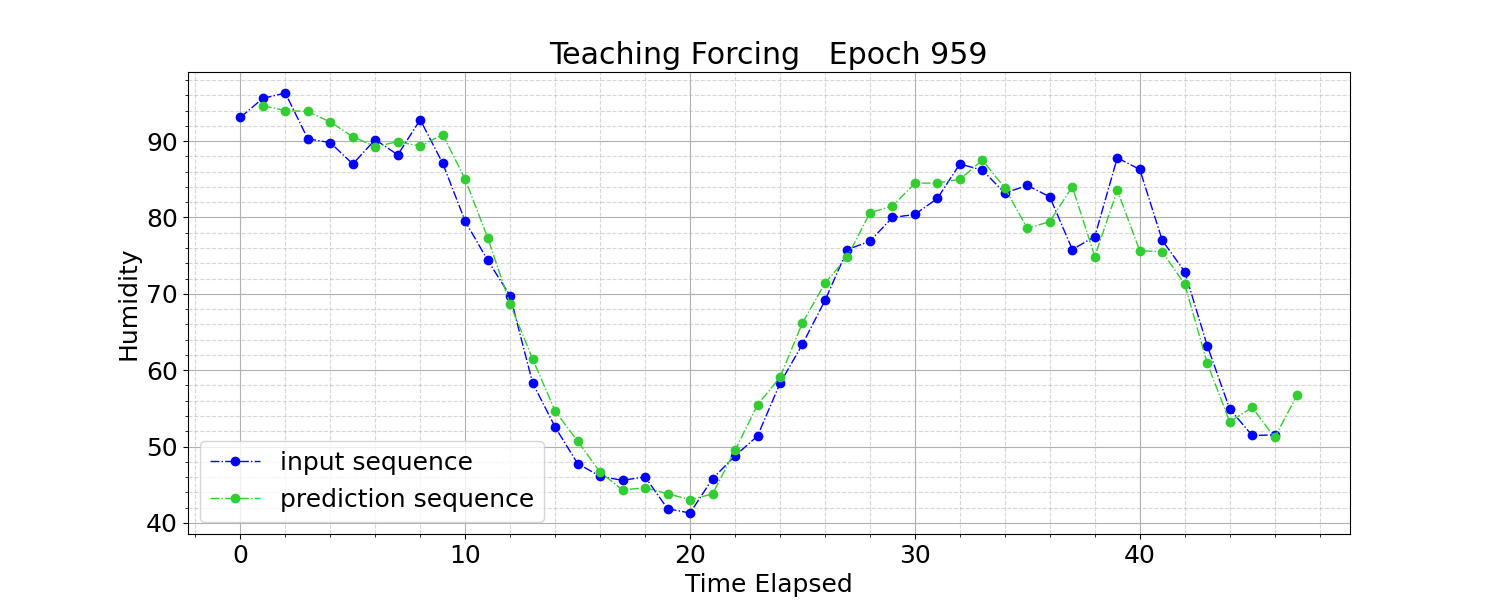 Teaching Forcing   Epoch 959
Humidity
90
80
70
60
50
40
input sequence
prediction sequence
0 10 20 30 40
Time Elapsed